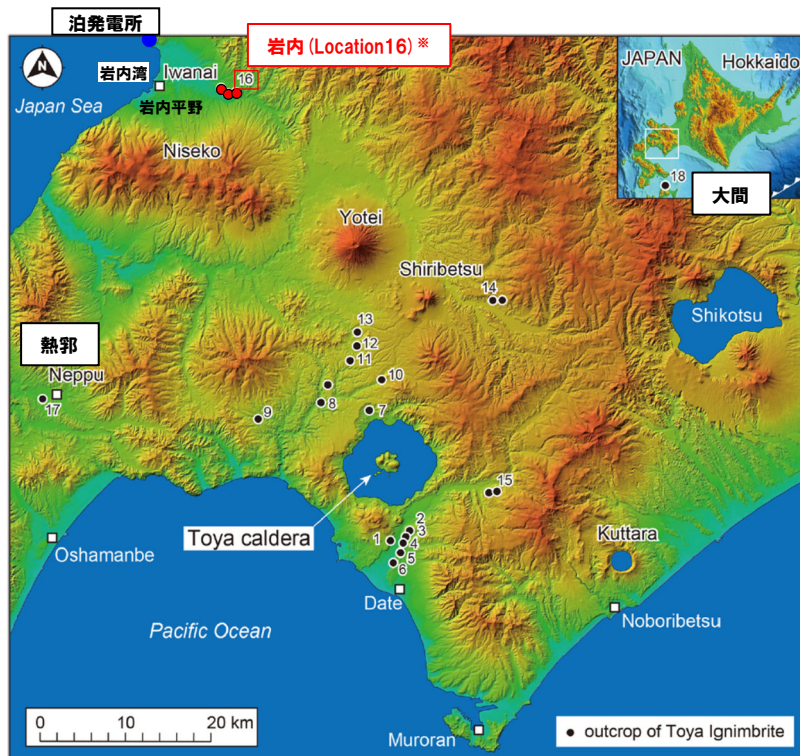 泊発電所
岩内 (Location16) ※
岩内湾
Iwanai
16
Japan Sea
岩内平野
JAPAN
Hokkaido
18
大間
Niseko
Yotei
Shiribetsu
14
Shikotsu
13
12
11
10
熱郛
Neppu
17
9
8
7
15
Toya caldera
1
2
3
4
5
6
Kuttara
Oshamanbe
Date
Noboribetsu
Pacific Ocean
0 10 20 km
Muroran
● outcrop of Toya Ignimbrite